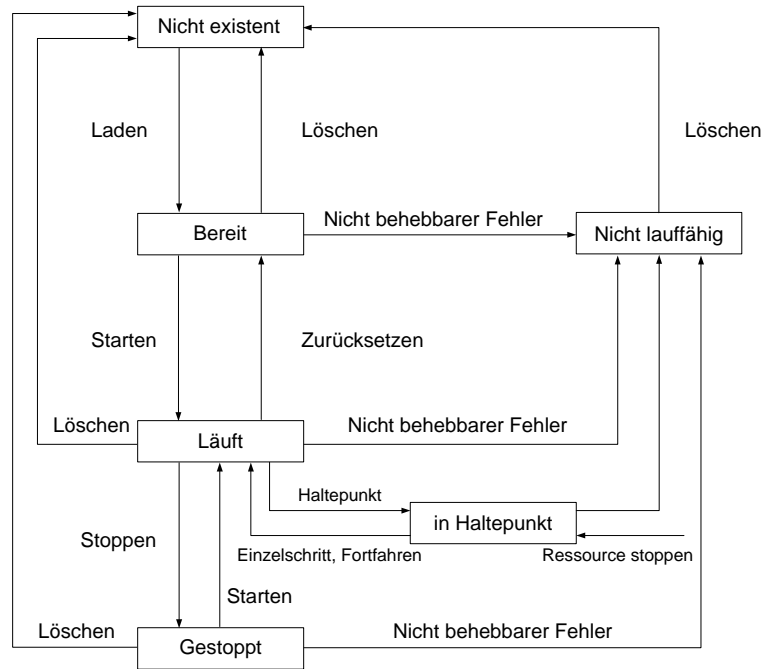 Nicht existent
Laden
Löschen
Löschen
Nicht behebbarer Fehler
Bereit
Nicht lauffähig
Starten
Zurücksetzen
Löschen
Läuft
Nicht behebbarer Fehler
Haltepunkt
in Haltepunkt
Stoppen
Einzelschritt, Fortfahren
Ressource stoppen
Starten
Löschen
Gestoppt
Nicht behebbarer Fehler